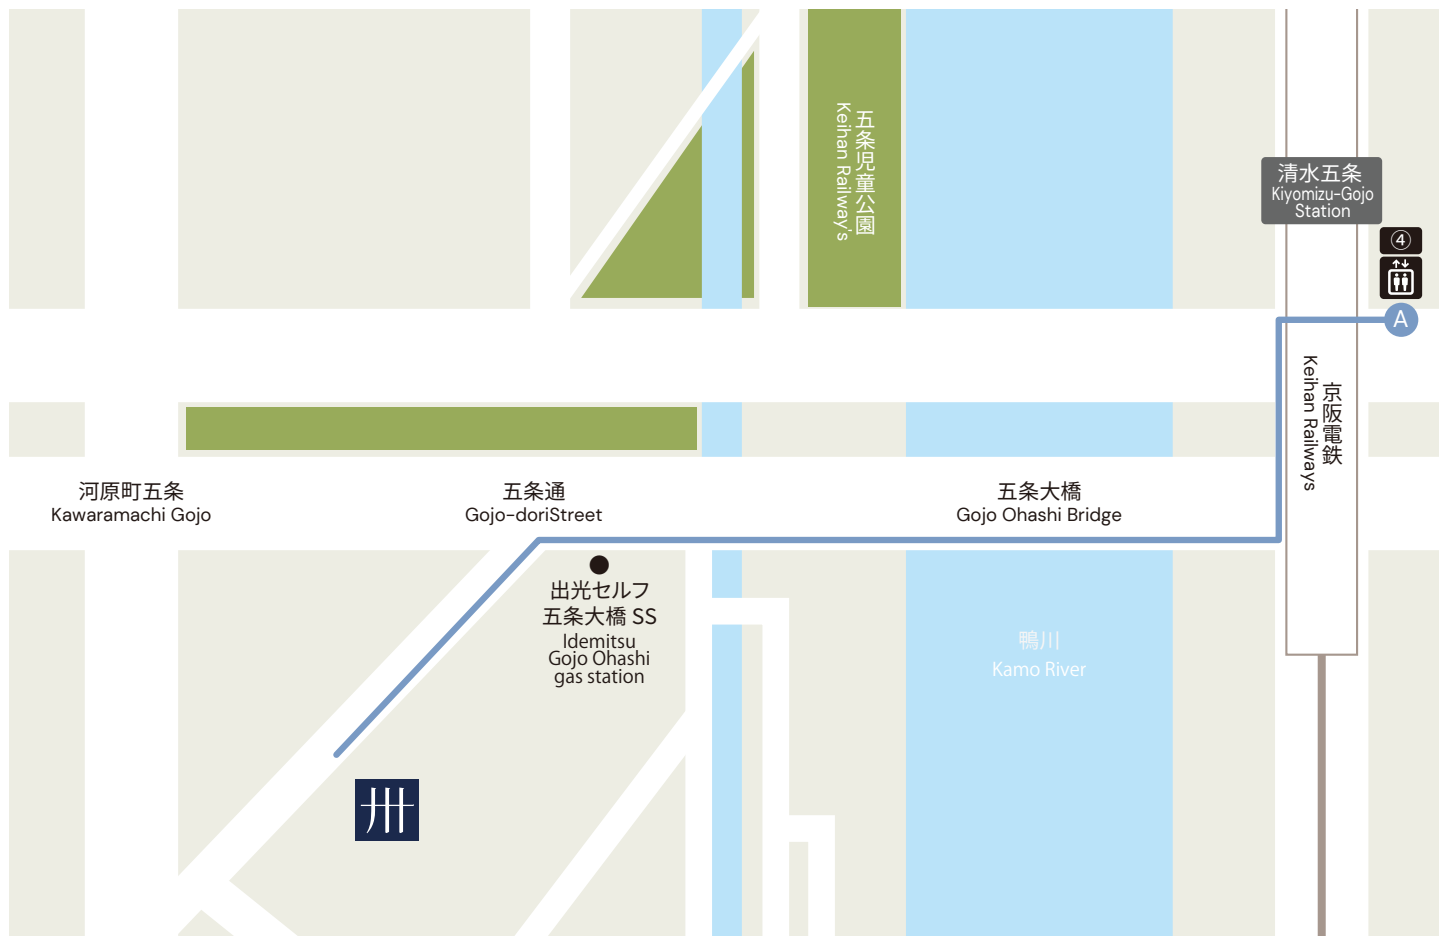 五条児童公園
Keihan Railway's
清水五条
Kiyomizu-Gojo
Station
④
A
京阪電鉄
Keihan Railways
河原町五条
Kawaramachi Gojo
五条通
Gojo-doriStreet
五条大橋
Gojo Ohashi Bridge
出光セルフ
五条大橋 SS
Idemitsu
Gojo Ohashi
gas station
鴨川
Kamo River
卅